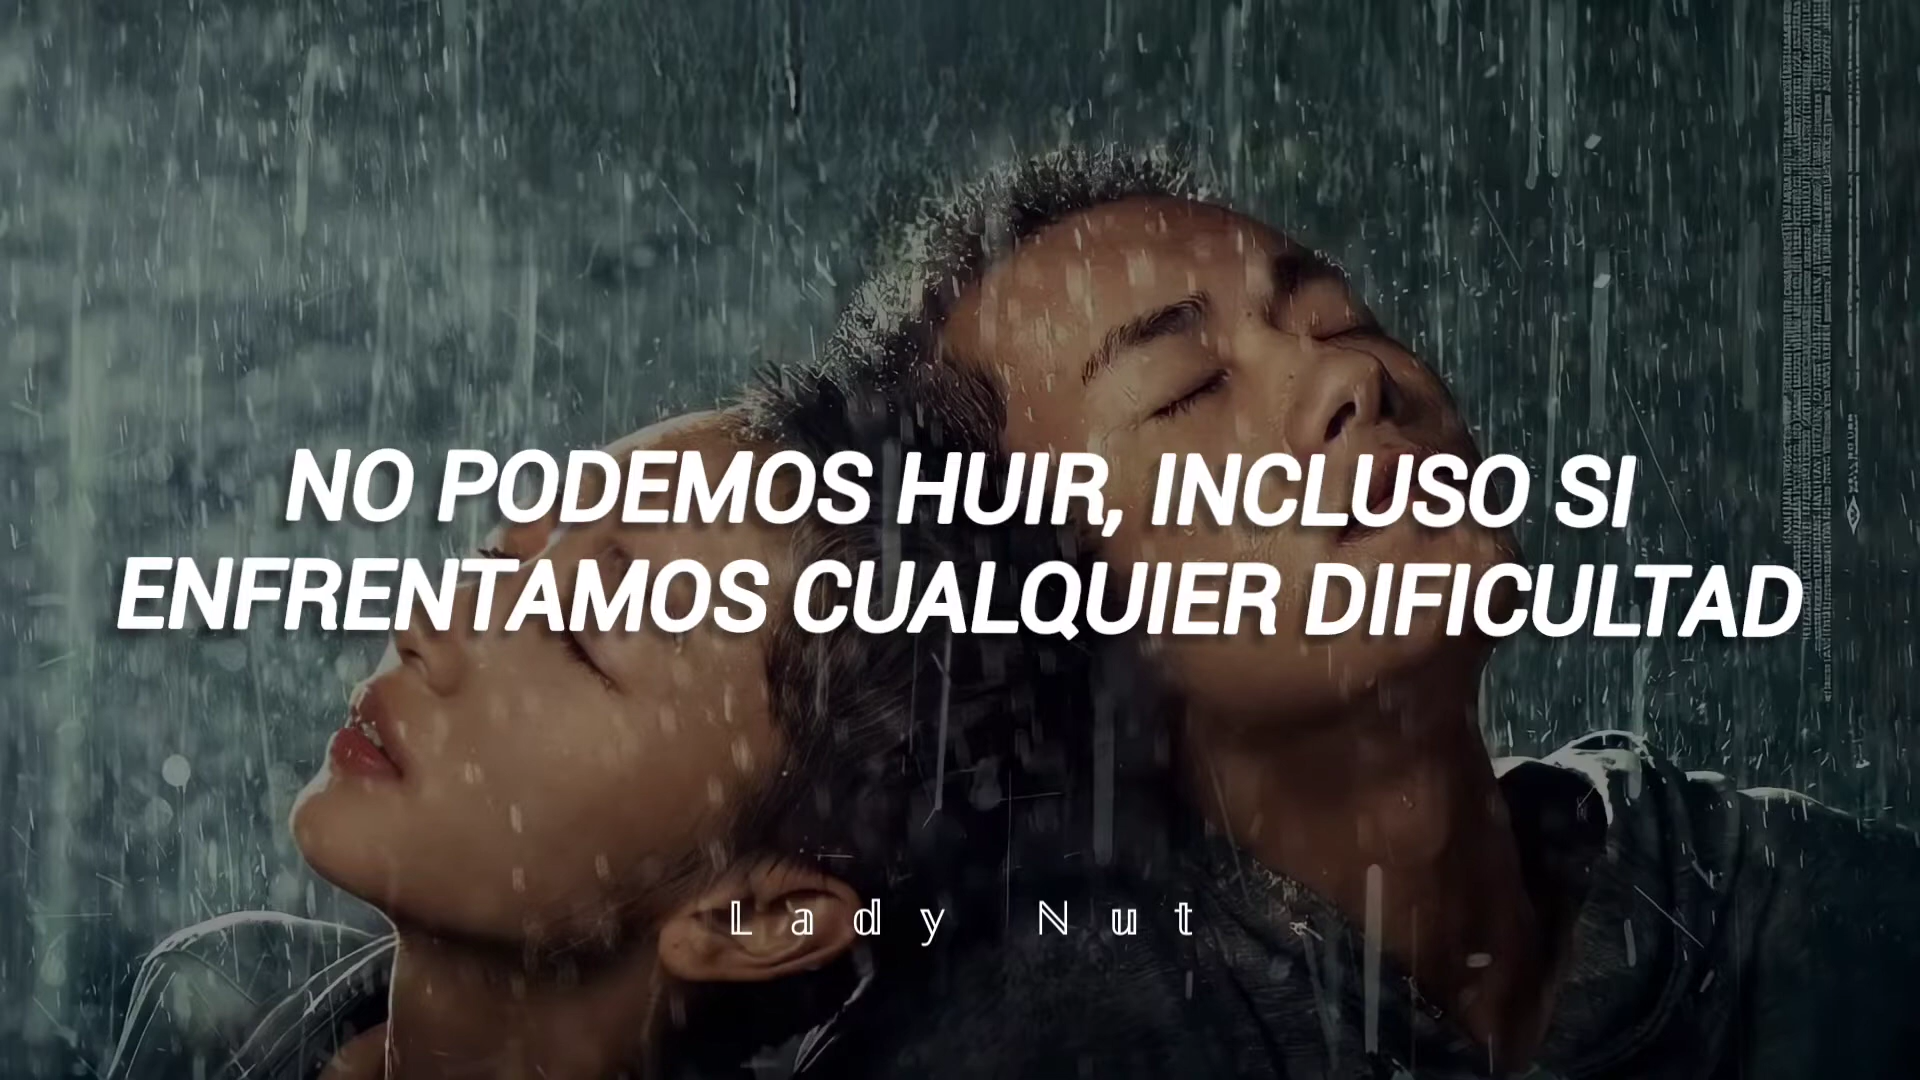 NO PODEMOS HUIR, INCLUSO SI
ENFRENTAMOS CUALQUIER DIFICULTAD
Lady Nut